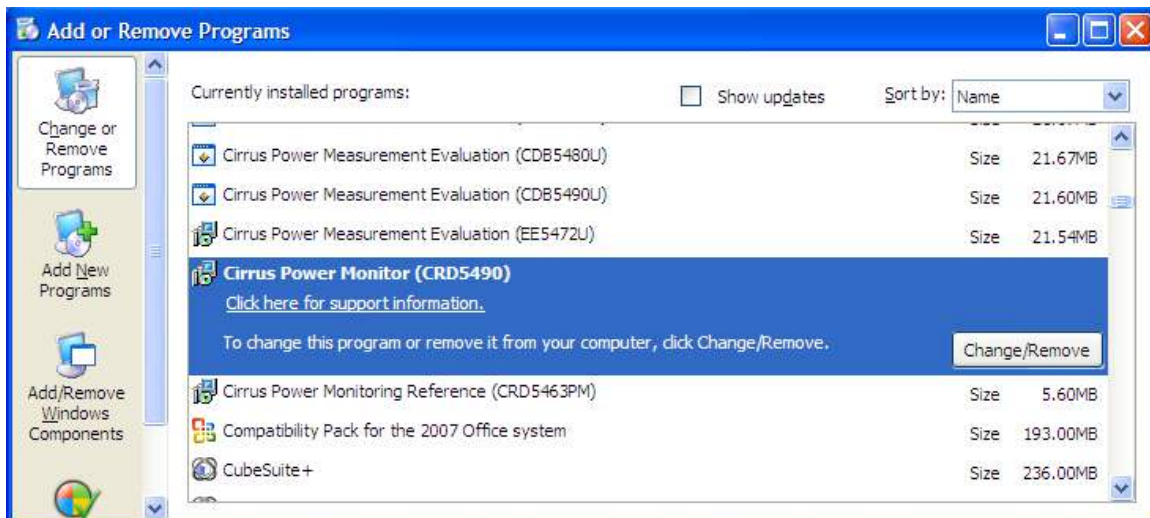 Add or Remove Programs
Change or
Remove
Programs
Add New
Programs
Add/Remove
Windows
Components
Currently installed programs:
Show updates
Sort by: Name
Cirrus Power Measurement Evaluation (CDB5480U) Size 21.67MB
Cirrus Power Measurement Evaluation (CDB5490U) Size 21.60MB
Cirrus Power Measurement Evaluation (EE5472U) Size 21.54MB
Cirrus Power Monitor (CRD5490)
Click here for support information.
To change this program or remove it from your computer, click Change/Remove.
Change/Remove
Cirrus Power Monitoring Reference (CRD5463PM) Size 5.60MB
Compatibility Pack for the 2007 Office system Size 193.00MB
CubeSuite+ Size 236.00MB